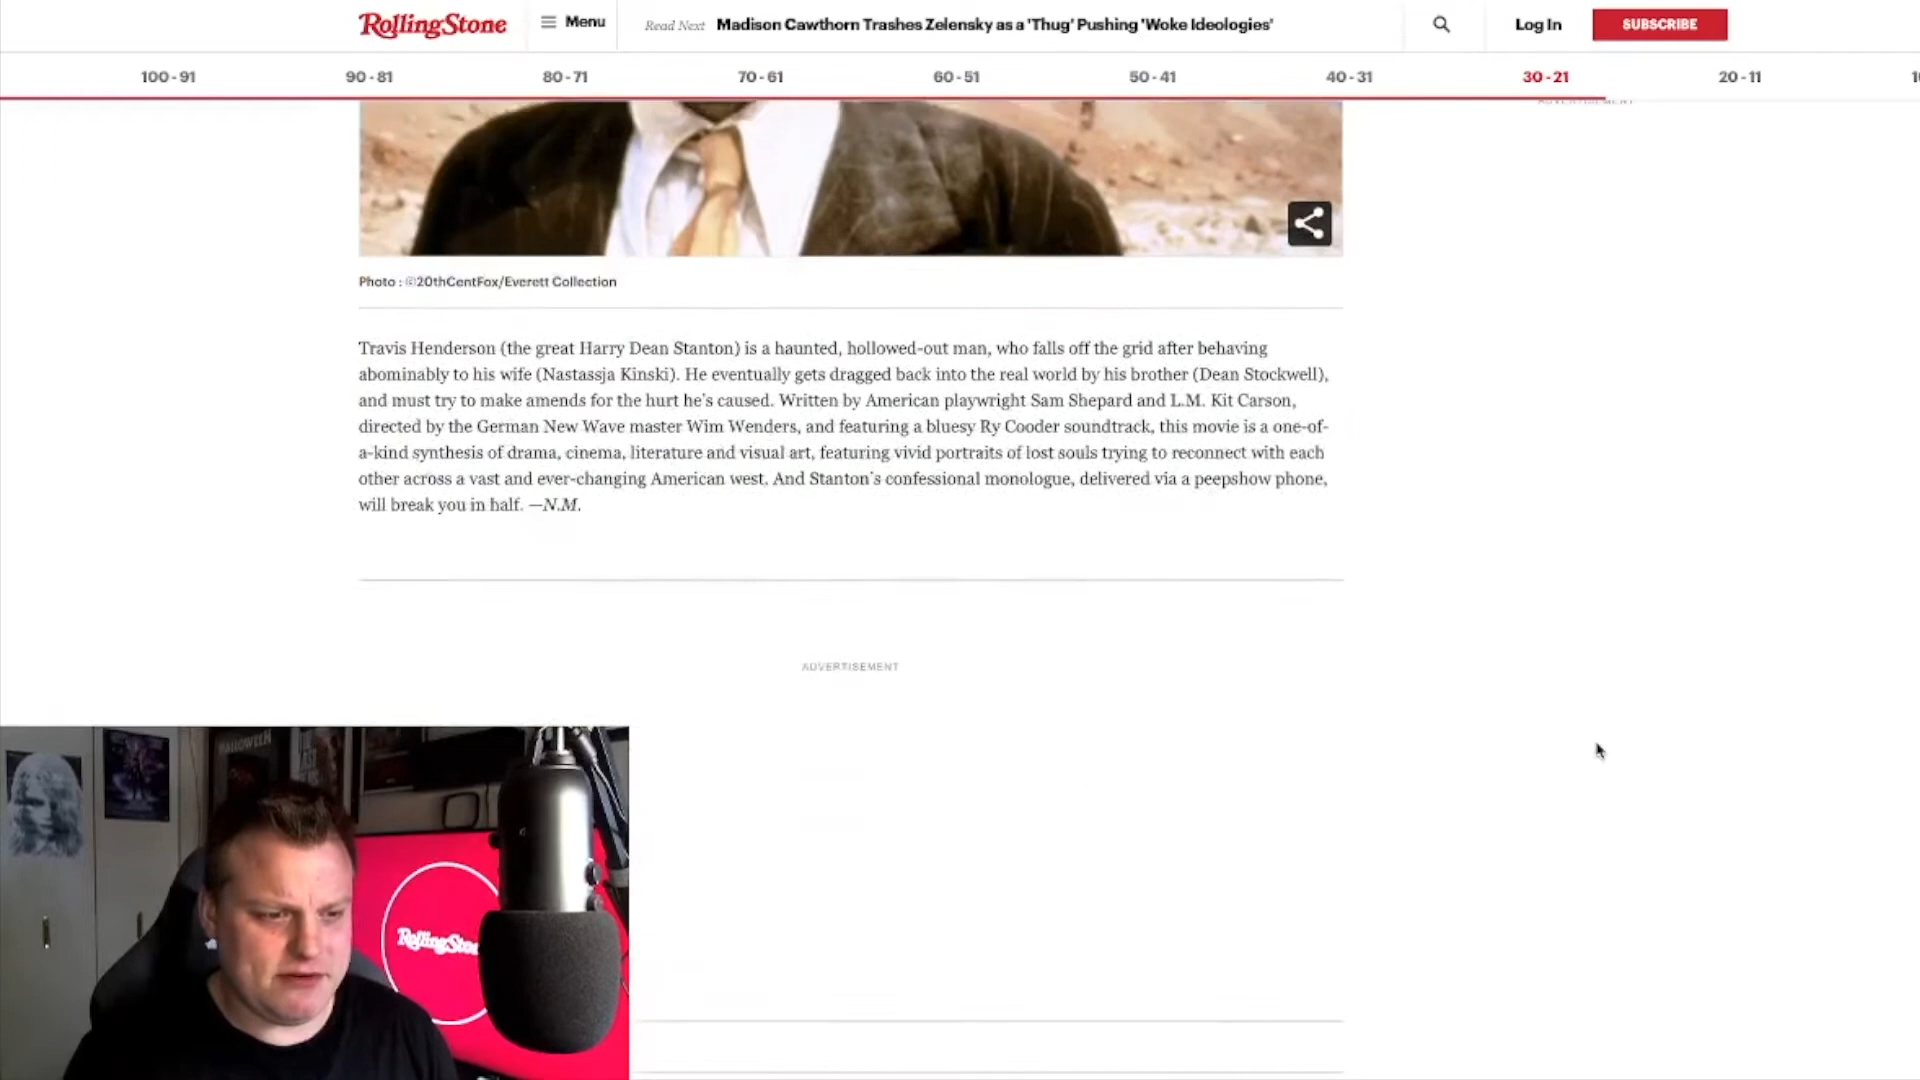 RollingStone
Menu
Read Next Madison Cawthorn Trashes Zelensky as a 'Thug' Pushing 'Woke Ideologies'
Log In
SUBSCRIBE
100 - 91
90 - 81
80 - 71
70 - 61
60 - 51
50 - 41
40 - 31
30 - 21
20 - 11
ADVERTISEMENT
Photo : ©20thCentFox/Everett Collection
Travis Henderson (the great Harry Dean Stanton) is a haunted, hollowed-out man, who falls off the grid after behaving
abominably to his wife (Nastassja Kinski). He eventually gets dragged back into the real world by his brother (Dean Stockwell),
and must try to make amends for the hurt he's caused. Written by American playwright Sam Shepard and L.M. Kit Carson,
directed by the German New Wave master Wim Wenders, and featuring a bluesy Ry Cooder soundtrack, this movie is a one-of-
a-kind synthesis of drama, cinema, literature and visual art, featuring vivid portraits of lost souls trying to reconnect with each
other across a vast and ever-changing American west. And Stanton's confessional monologue, delivered via a peepshow phone,
will break you in half. —N.M.
ADVERTISEMENT
HALLOWEEN
RollingSto